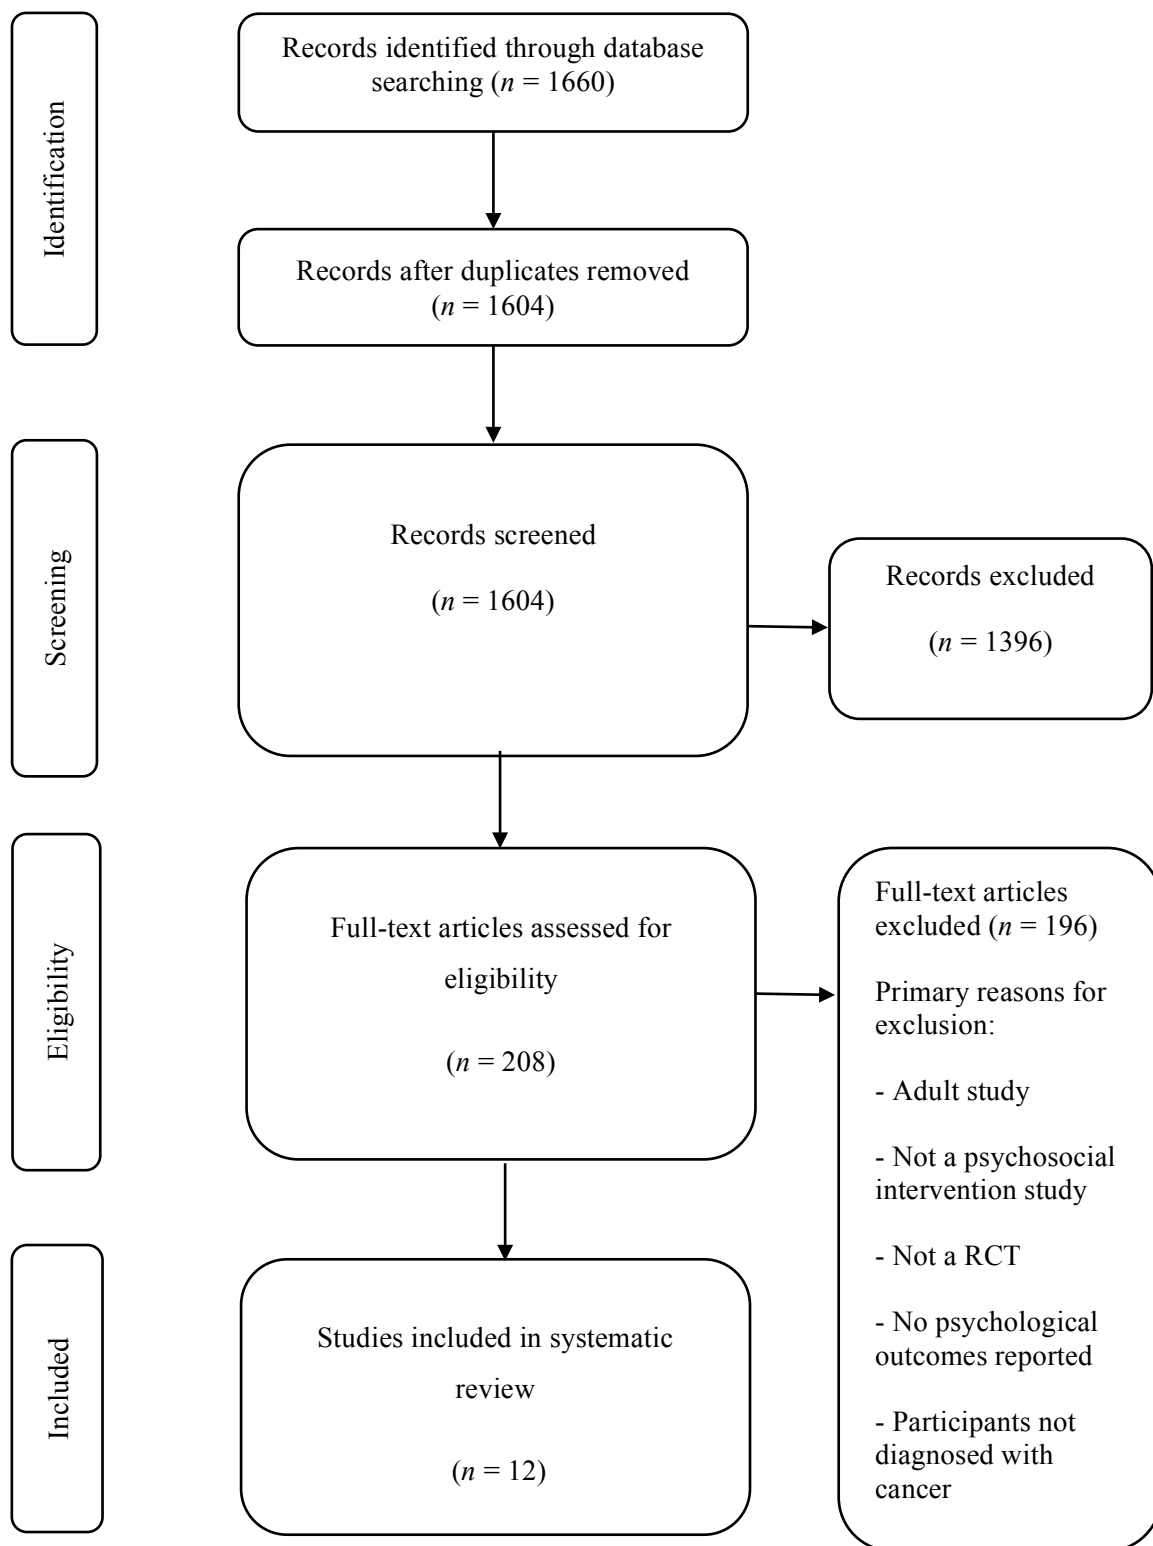 Identification
Records identified through database
searching (n = 1660)
Records after duplicates removed
(n = 1604)
Screening
Records screened
(n = 1604)
Records excluded
(n = 1396)
Eligibility
Full-text articles assessed for
eligibility
(n = 208)
Full-text articles
excluded (n = 196)
Primary reasons for
exclusion:
- Adult study
- Not a psychosocial
intervention study
- Not a RCT
- No psychological
outcomes reported
- Participants not
diagnosed with
cancer
Included
Studies included in systematic
review
(n = 12)